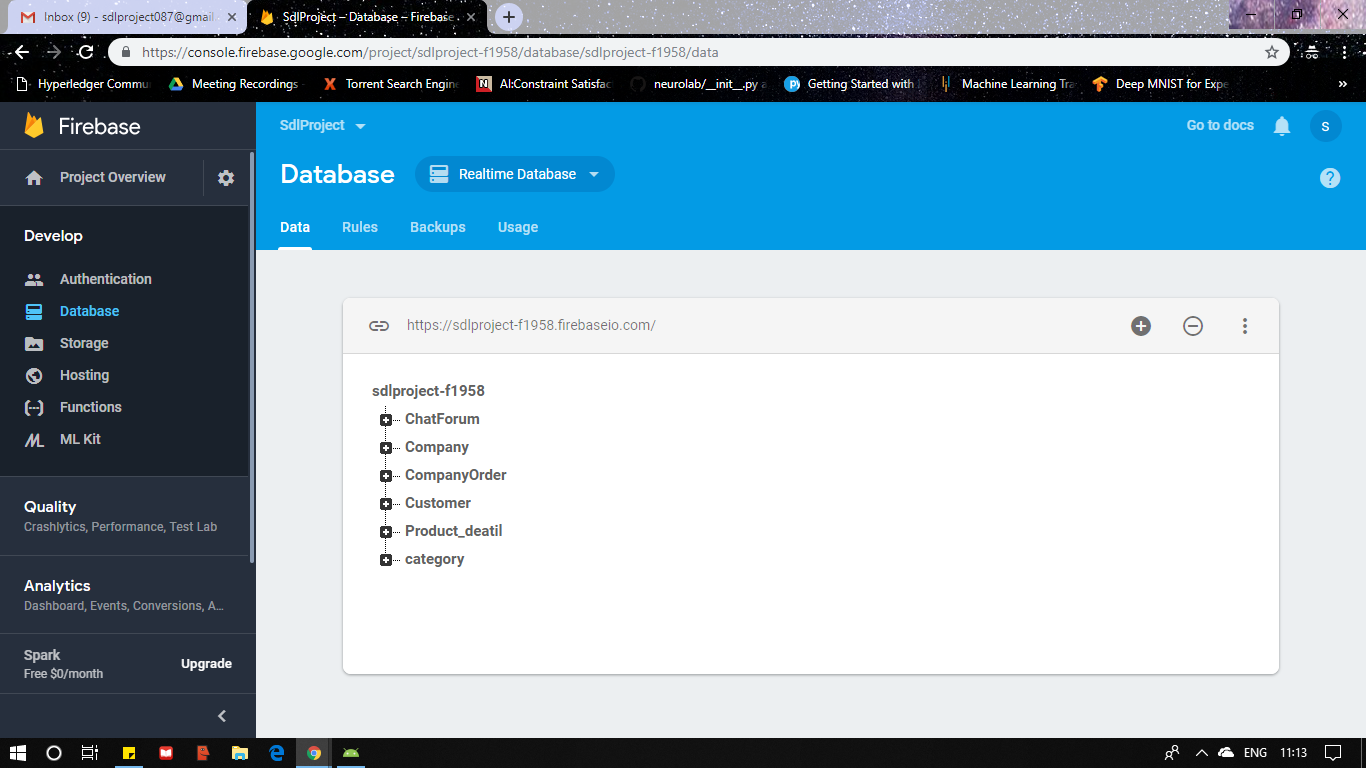 Inbox (9) - sdlproject087@gmail
SdlProject – Database – Firebase
https://console.firebase.google.com/project/sdlproject-f1958/database/sdlproject-f1958/data
Hyperledger Commu
Meeting Recordings
Torrent Search Engine
AI:Constraint Satisfac
neurolab/__init__.py a
Getting Started with
Machine Learning Tra
Deep MNIST for Expe
»
Firebase
Project Overview
Develop
Authentication
Database
Storage
Hosting
Functions
ML Kit
Quality
Crashlytics, Performance, Test Lab
Analytics
Dashboard, Events, Conversions, A...
Spark
Free $0/month
Upgrade
SdlProject
Go to docs
S
Database
Realtime Database
Data
Rules
Backups
Usage
https://sdlproject-f1958.firebaseio.com/
sdlproject-f1958
ChatForum
Company
CompanyOrder
Customer
Product_deatil
category
ENG
11:13